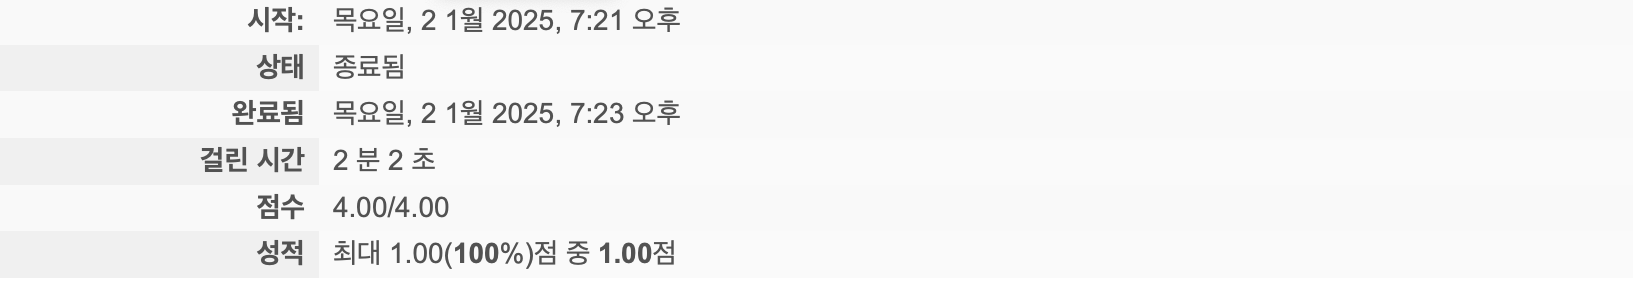 시작: 목요일, 2 1월 2025, 7:21 오후
상태 종료됨
완료됨 목요일, 2 1월 2025, 7:23 오후
걸린 시간 2 분 2 초
점수 4.00/4.00
성적 최대 1.00(100%)점 중 1.00점